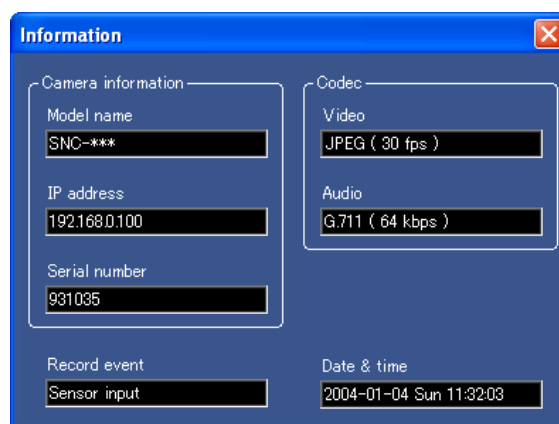 Information
Camera information
Model name
SNC-***
IP address
192.168.0.100
Serial number
931035
Codec
Video
JPEG ( 30 fps )
Audio
G.711 ( 64 kbps )
Record event
Sensor input
Date & time
2004-01-04 Sun 11:32:03